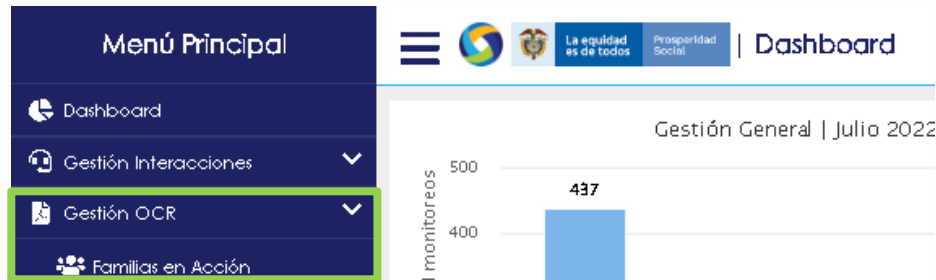 Menú Principal
Dashboard
Gestión Interacciones
Gestión OCR
Familias en Acción
La equidad
es de todos
Prosperidad
Social
| Dashboard
Gestión General | Julio 2022
500
437
400
monitoreos